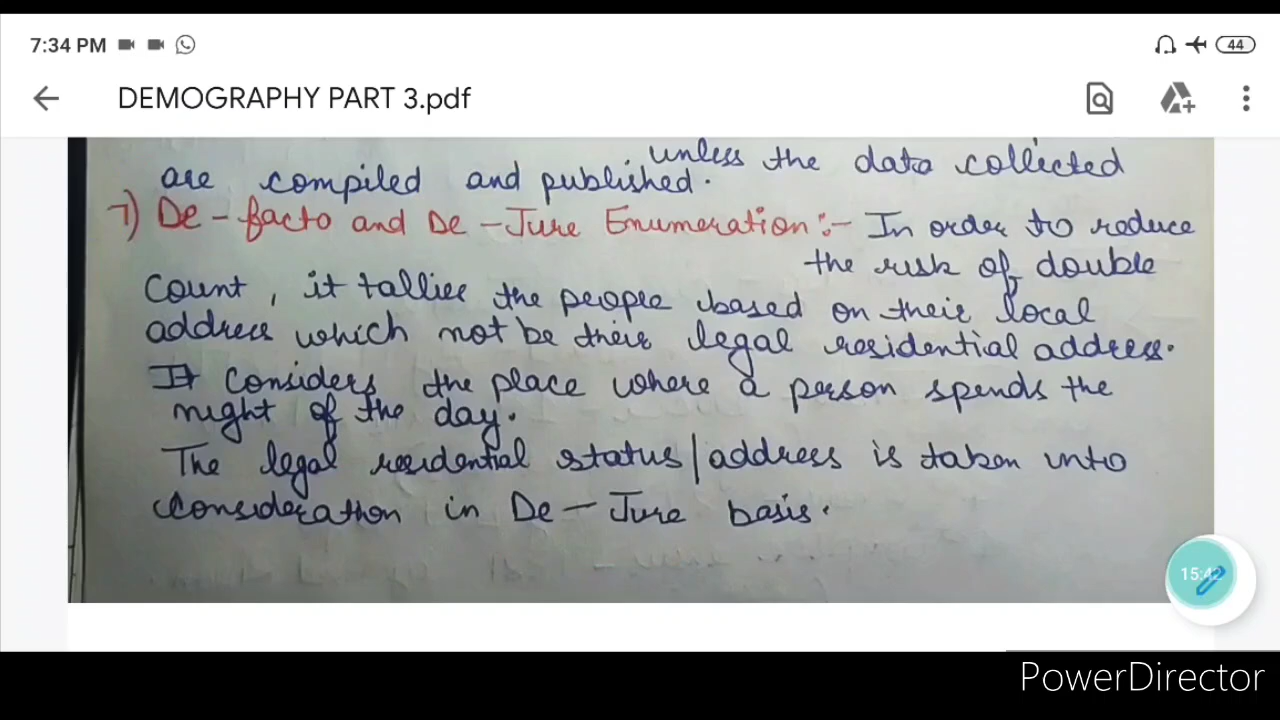 7:34 PM
44
DEMOGRAPHY PART 3.pdf
unless the data collected
are compiled and published.
7) De-facto and De-Jure Enumeration:- In order to reduce
the risk of double
count, it tallies the people based on their local
address which not be their legal residential address.
It considers the place where a person spends the
night of the day.
The legal residential status/address is taken into
consideration in De-Jure basis.
15:42
PowerDirector